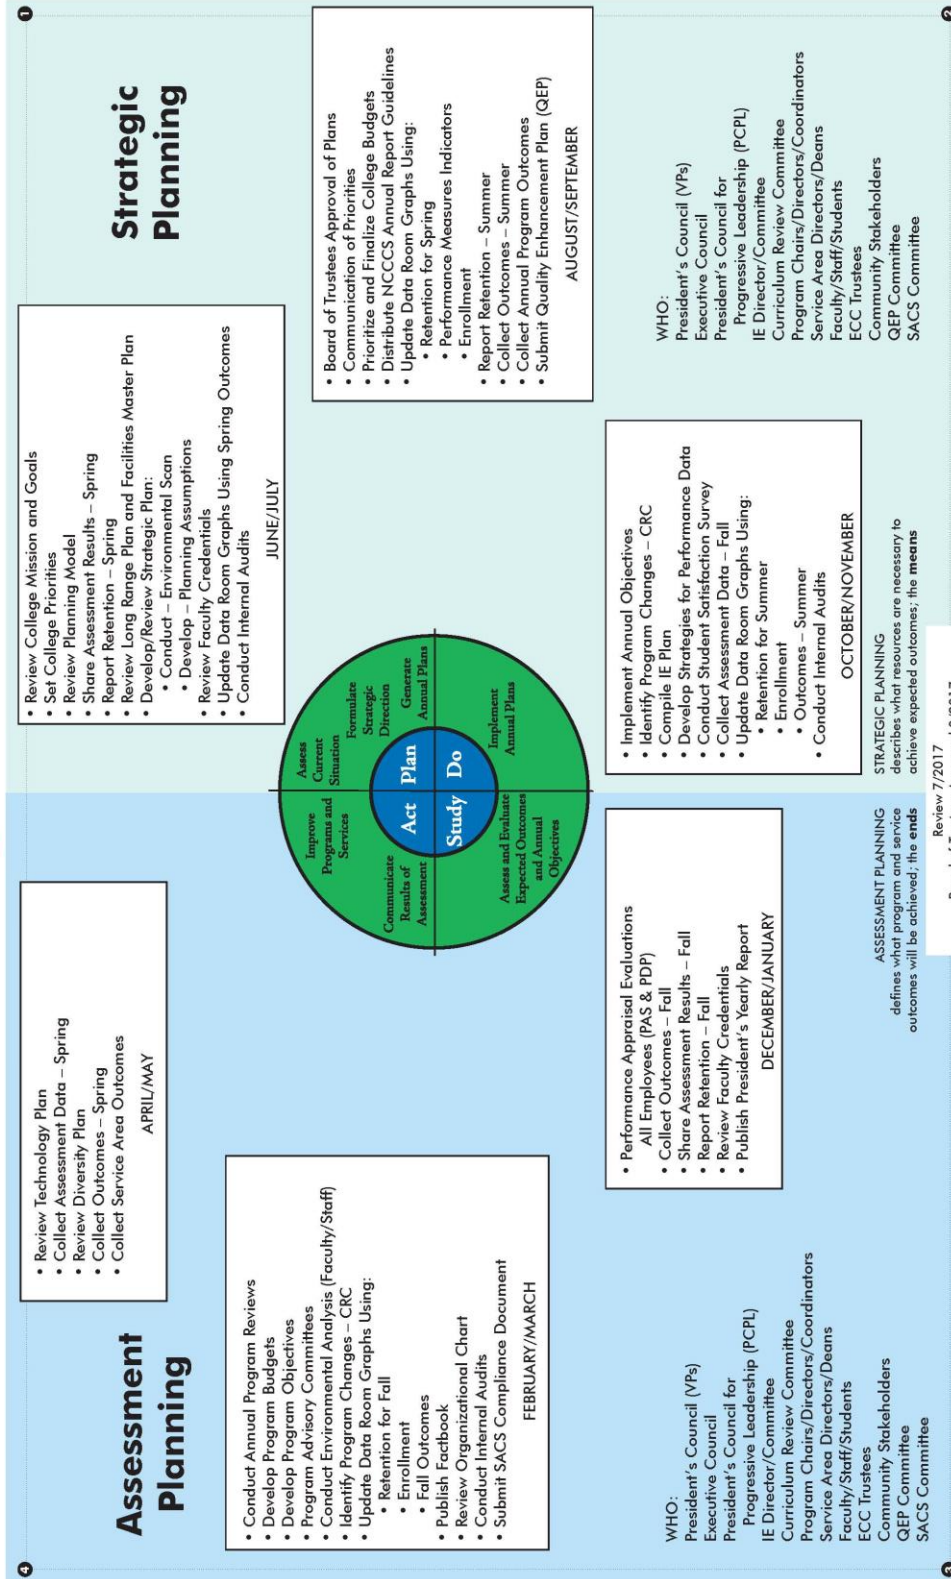 4
Assessment
Planning
• Review Technology Plan
• Collect Assessment Data – Spring
• Review Diversity Plan
• Collect Outcomes – Spring
• Collect Service Area Outcomes
APRIL/MAY
• Conduct Annual Program Reviews
• Develop Program Budgets
• Develop Program Objectives
• Program Advisory Committees
• Conduct Environmental Analysis (Faculty/Staff)
• Identify Program Changes – CRC
• Update Data Room Graphs Using:
• Retention for Fall
• Enrollment
• Fall Outcomes
• Publish Factbook
• Review Organizational Chart
• Conduct Internal Audits
• Submit SACS Compliance Document
FEBRUARY/MARCH
WHO:
President's Council (VPs)
Executive Council
President's Council for
Progressive Leadership (PCPL)
IE Director/Committee
Curriculum Review Committee
Program Chairs/Directors/Coordinators
Service Area Directors/Deans
Faculty/Staff/Students
ECC Trustees
Community Stakeholders
QEP Committee
SACS Committee
• Performance Appraisal Evaluations
All Employees (PAS & PDP)
• Collect Outcomes – Fall
• Share Assessment Results – Fall
• Report Retention – Fall
• Review Faculty Credentials
• Publish President's Yearly Report
DECEMBER/JANUARY
ASSESSMENT PLANNING
defines what program and service
outcomes will be achieved; the ends
Improve
Programs and
Services
Communicate
Results of
Assessment
Assess
Current
Situation
Formulate
Strategic
Direction
Generate
Annual Plans
Act
Plan
Study
Do
Assess and Evaluate
Expected Outcomes
and Annual
Objectives
Implement
Annual Plans
1
Strategic
Planning
• Review College Mission and Goals
• Set College Priorities
• Review Planning Model
• Share Assessment Results – Spring
• Report Retention – Spring
• Review Long Range Plan and Facilities Master Plan
• Develop/Review Strategic Plan:
• Conduct – Environmental Scan
• Develop – Planning Assumptions
• Review Faculty Credentials
• Update Data Room Graphs Using Spring Outcomes
• Conduct Internal Audits
JUNE/JULY
• Board of Trustees Approval of Plans
• Communication of Priorities
• Prioritize and Finalize College Budgets
• Distribute NCCCS Annual Report Guidelines
• Update Data Room Graphs Using:
• Retention for Spring
• Performance Measures Indicators
• Enrollment
• Report Retention – Summer
• Collect Outcomes – Summer
• Collect Annual Program Outcomes
• Submit Quality Enhancement Plan (QEP)
AUGUST/SEPTEMBER
• Implement Annual Objectives
• Identify Program Changes – CRC
• Compile IE Plan
• Develop Strategies for Performance Data
• Conduct Student Satisfaction Survey
• Collect Assessment Data – Fall
• Update Data Room Graphs Using:
• Retention for Summer
• Enrollment
• Outcomes – Summer
• Conduct Internal Audits
OCTOBER/NOVEMBER
WHO:
President's Council (VPs)
Executive Council
President's Council for
Progressive Leadership (PCPL)
IE Director/Committee
Curriculum Review Committee
Program Chairs/Directors/Coordinators
Service Area Directors/Deans
Faculty/Staff/Students
ECC Trustees
Community Stakeholders
QEP Committee
SACS Committee
STRATEGIC PLANNING
describes what resources are necessary to
achieve expected outcomes; the means
Review 7/2017